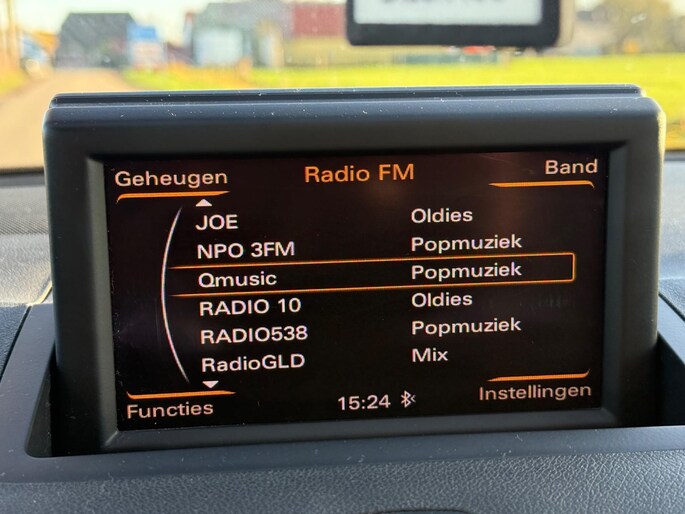 Geheugen Radio FM Band
JOE Oldies
NPO 3FM Popmuziek
Qmusic Popmuziek
RADIO 10 Oldies
RADIO538 Popmuziek
RadioGLD Mix
Functies 15:24 Instellingen